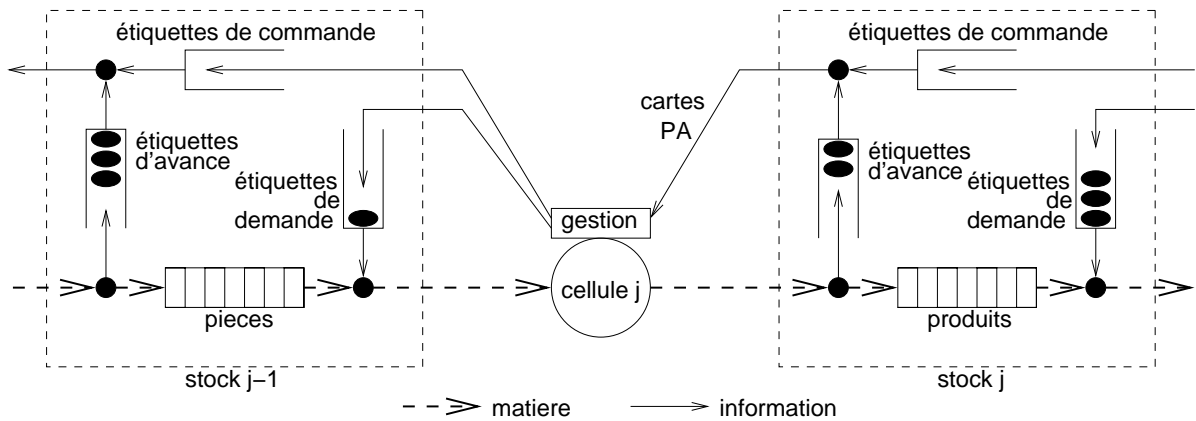 étiquettes de commande
étiquettes
d'avance
étiquettes
de
demande
pieces
stock j–1
cartes
PA
gestion
cellule j
étiquettes de commande
étiquettes
d'avance
étiquettes
de
demande
produits
stock j
matiere
information